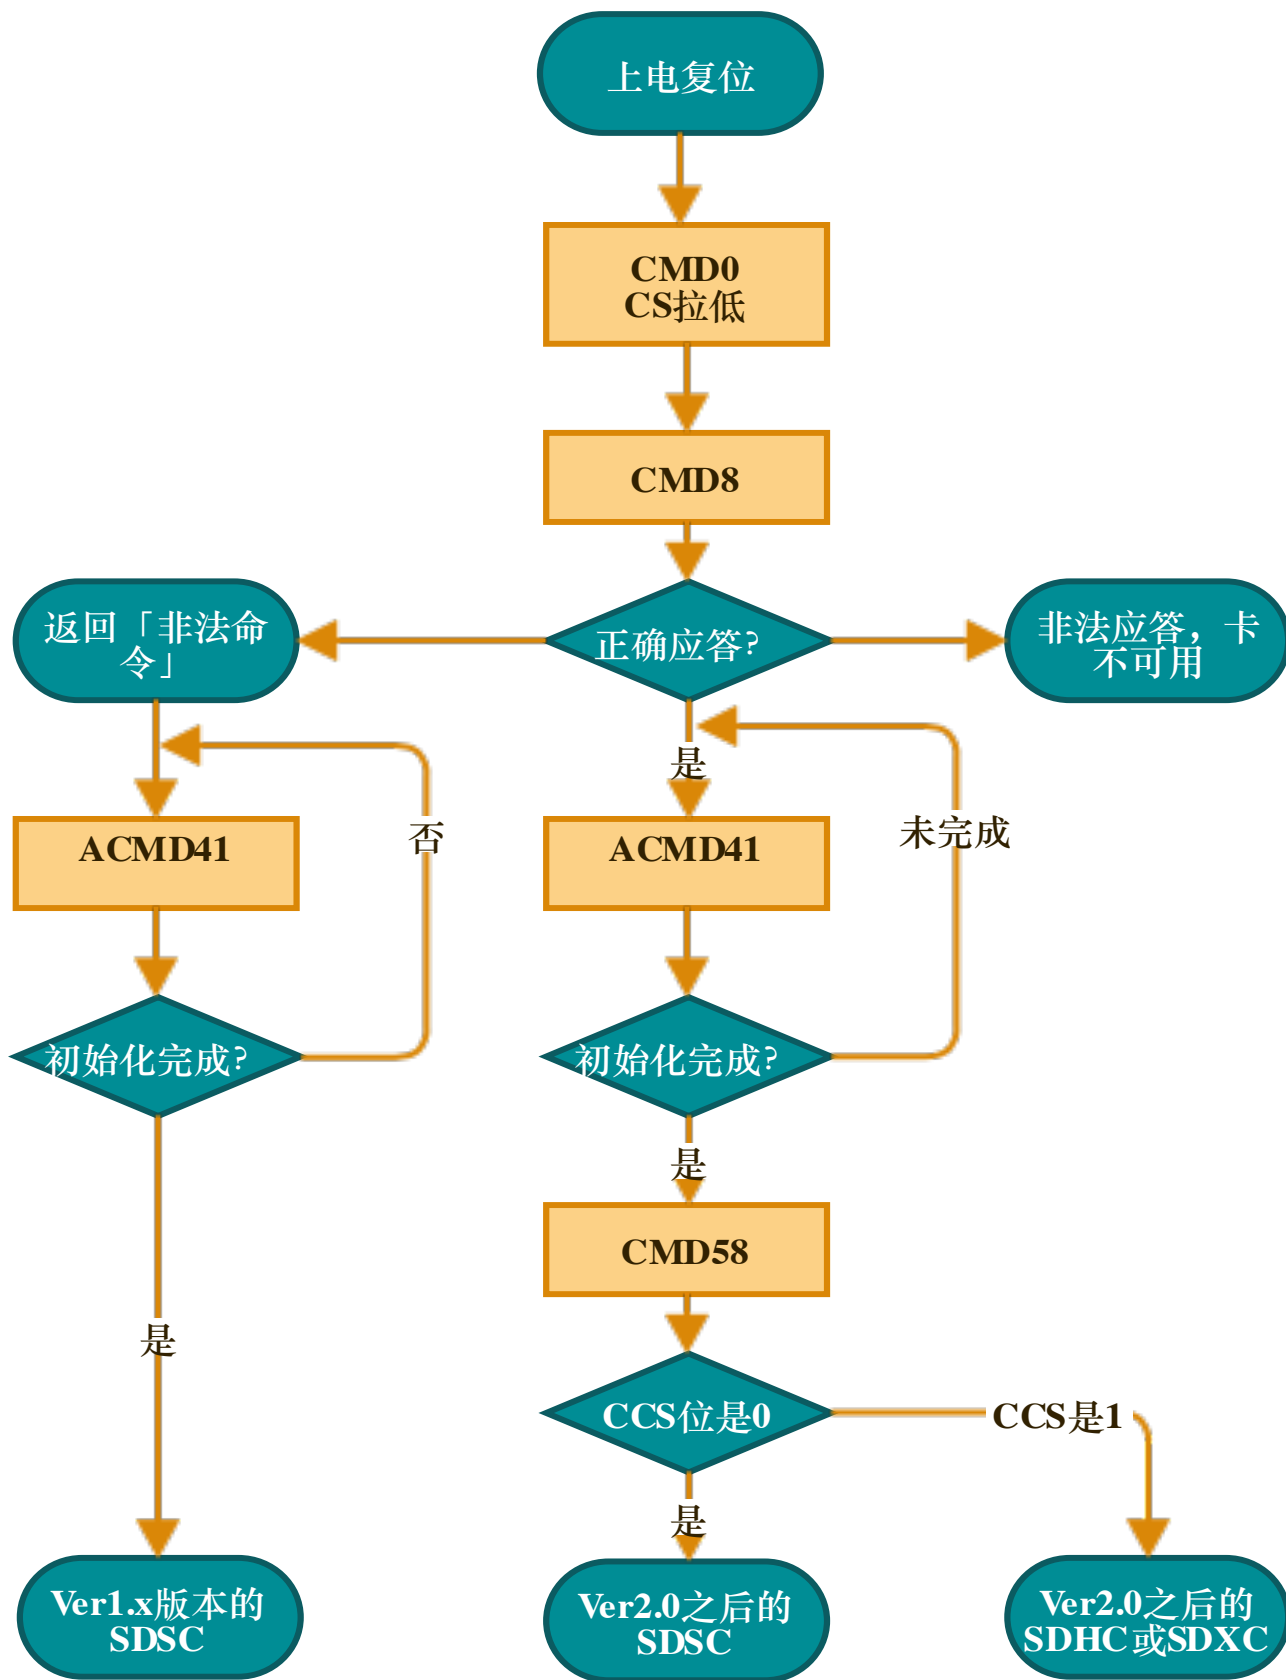 上电复位
CMD0
CS拉低
CMD8
返回「非法命
令」
正确应答?
非法应答，卡
不可用
是
ACMD41
否
ACMD41
未完成
初始化完成?
初始化完成?
是
CMD58
是
CCS位是0
CCS是1
是
Ver1.x版本的
SDSC
Ver2.0之后的
SDSC
Ver2.0之后的
SDHC或SDXC